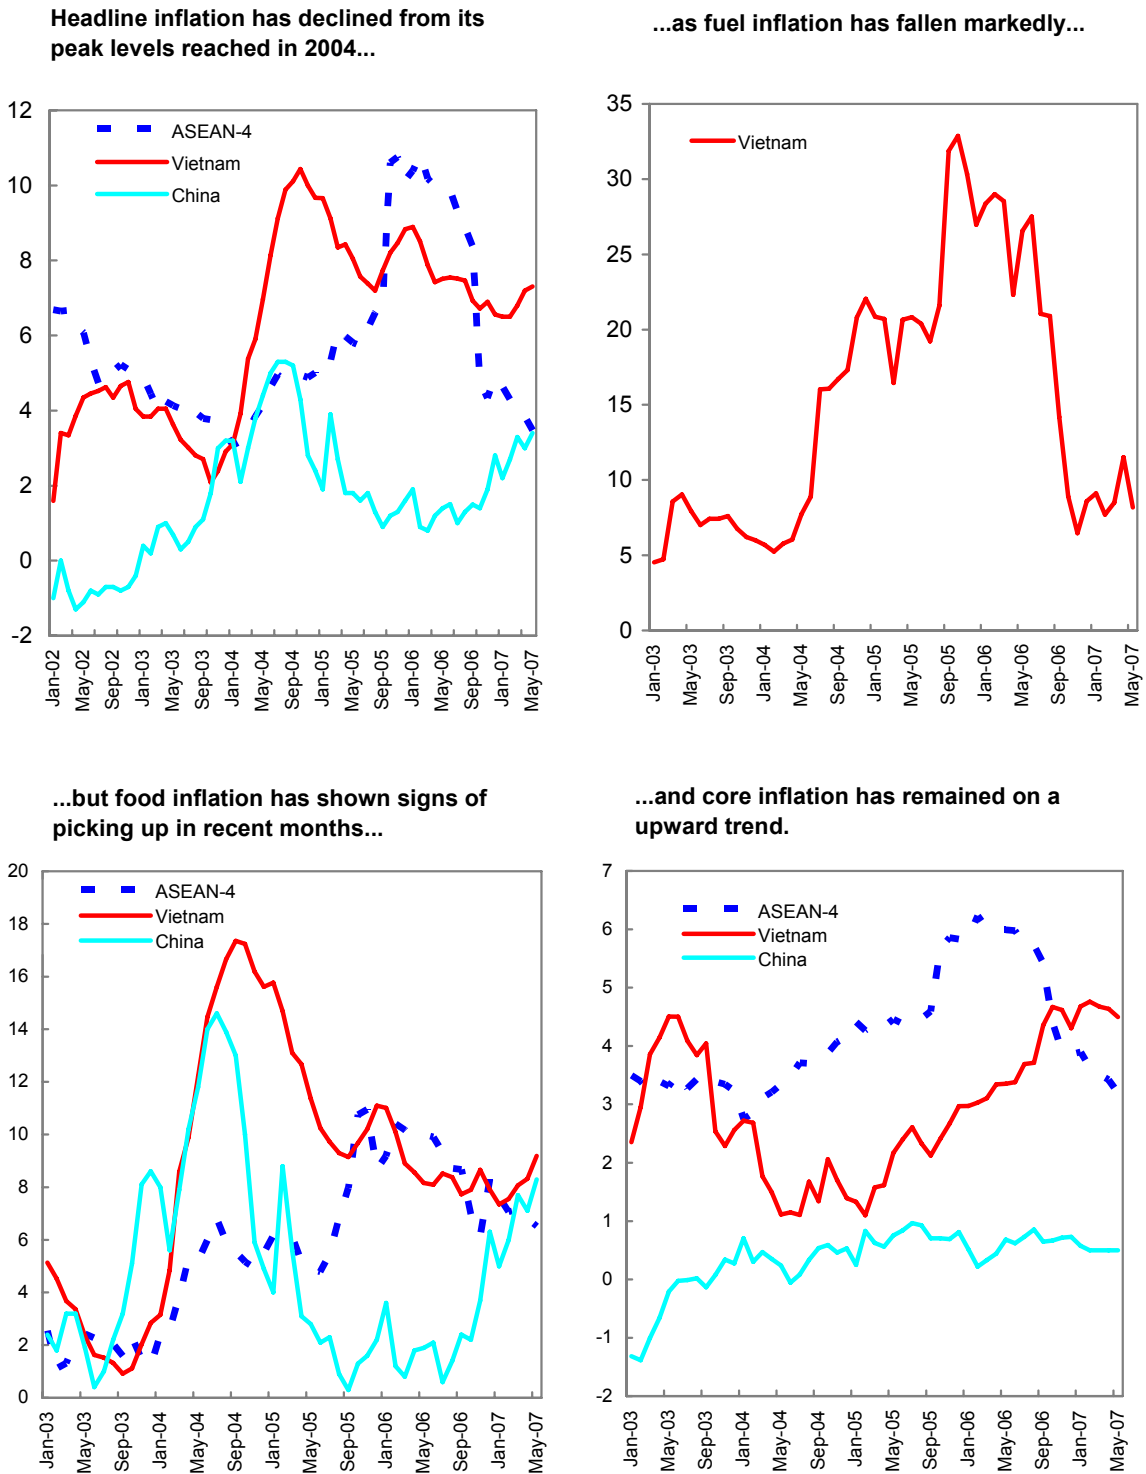 Headline inflation has declined from its
peak levels reached in 2004...
12
10
8
6
4
2
0
-2
ASEAN-4
Vietnam
China
Jan-02
May-02
Sep-02
Jan-03
May-03
Sep-03
Jan-04
May-04
Sep-04
Jan-05
May-05
Sep-05
Jan-06
May-06
Sep-06
Jan-07
May-07
...as fuel inflation has fallen markedly...
35
30
25
20
15
10
5
0
Vietnam
Jan-03
May-03
Sep-03
Jan-04
May-04
Sep-04
Jan-05
May-05
Sep-05
Jan-06
May-06
Sep-06
Jan-07
May-07
...but food inflation has shown signs of
picking up in recent months...
20
18
16
14
12
10
8
6
4
2
0
ASEAN-4
Vietnam
China
Jan-03
May-03
Sep-03
Jan-04
May-04
Sep-04
Jan-05
May-05
Sep-05
Jan-06
May-06
Sep-06
Jan-07
May-07
...and core inflation has remained on a
upward trend.
7
6
5
4
3
2
1
0
-1
-2
ASEAN-4
Vietnam
China
Jan-03
May-03
Sep-03
Jan-04
May-04
Sep-04
Jan-05
May-05
Sep-05
Jan-06
May-06
Sep-06
Jan-07
May-07